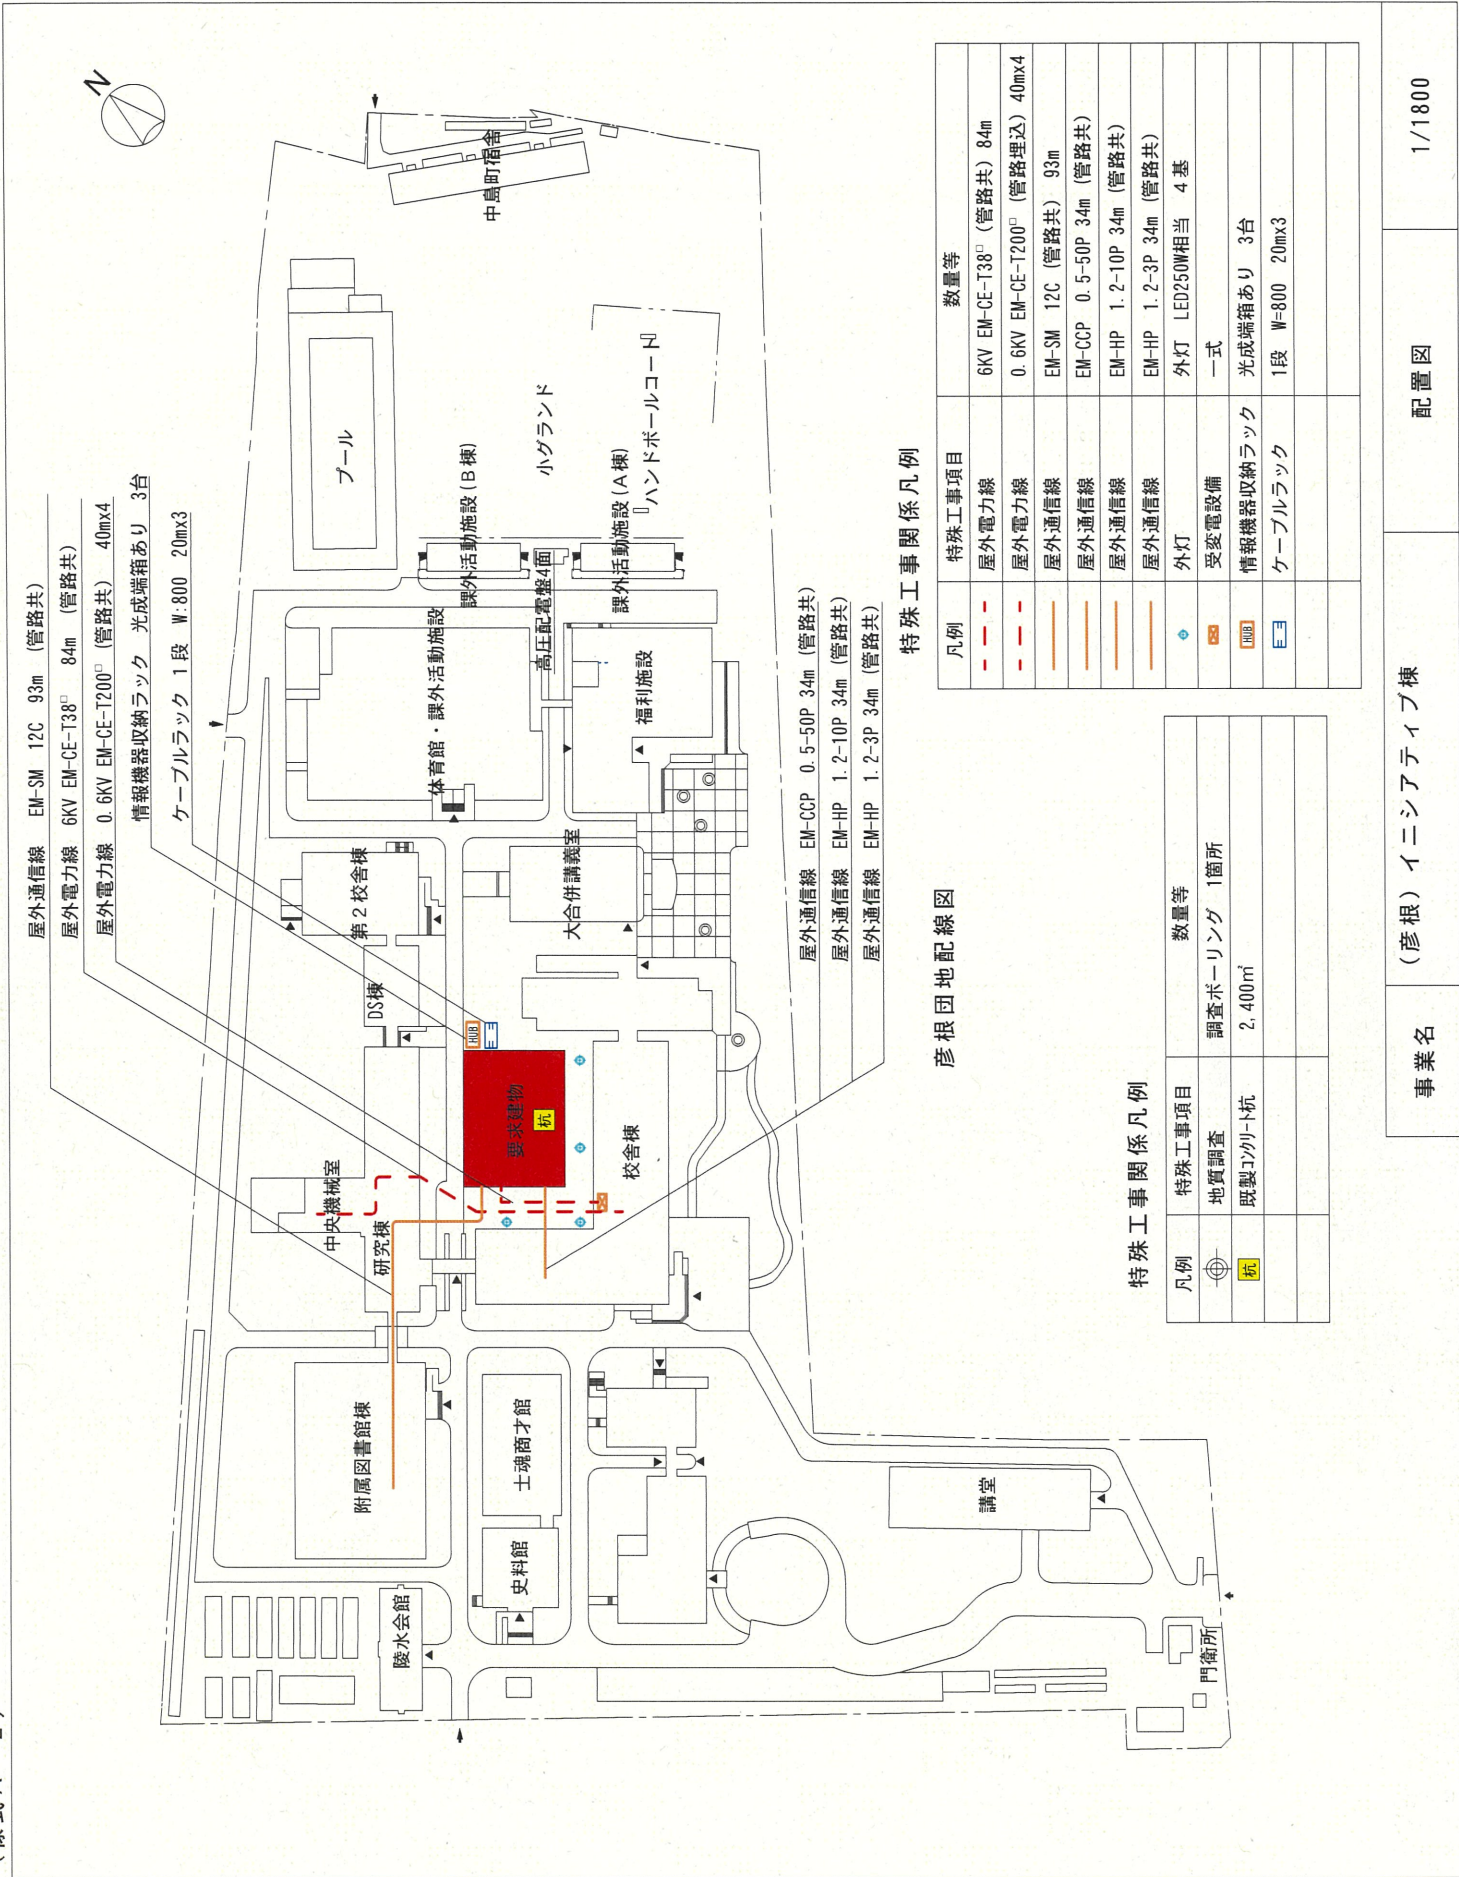 屋外通信線 EM-SM 12C 93m (管路共)
屋外電力線 6KV EM-CE-T38□ 84m (管路共)
屋外電力線 0.6KV EM-CE-T200□ (管路共) 40mx4
情報機器収納ラック 光成端箱あり 3台
ケーブルラック 1段 W:800 20mx3
N
中島町宿舎
プール
小グランド
ハンドボールコート
課外活動施設(B棟)
高圧配電盤4面
課外活動施設(A棟)
体育館・課外活動施設
福利施設
第2校舎棟
大合併講義室
DS棟
HUB
要求建物
杭
校舎棟
中央機械室
研究棟
附属図書館棟
士魂商才館
史料館
陵水会館
講堂
門衛所
屋外通信線 EM-CCP 0.5-50P 34m (管路共)
屋外通信線 EM-HP 1.2-10P 34m (管路共)
屋外通信線 EM-HP 1.2-3P 34m (管路共)
彦根団地配線図
特殊工事関係凡例
凡例 特殊工事項目 数量等
屋外電力線 6KV EM-CE-T38□ (管路共) 84m
屋外電力線 0.6KV EM-CE-T200□ (管路埋込) 40mx4
屋外通信線 EM-SM 12C (管路共) 93m
屋外通信線 EM-CCP 0.5-50P 34m (管路共)
屋外通信線 EM-HP 1.2-10P 34m (管路共)
屋外通信線 EM-HP 1.2-3P 34m (管路共)
外灯 外灯 LED250W相当 4基
受変電設備 一式
HUB 情報機器収納ラック 光成端箱あり 3台
ケーブルラック 1段 W=800 20mx3
特殊工事関係凡例
凡例 特殊工事項目 数量等
地質調査 調査ボーリング 1箇所
杭 既製コンクリート杭 2,400㎡
事業名 (彦根)イニシアティブ棟 配置図 1/1800